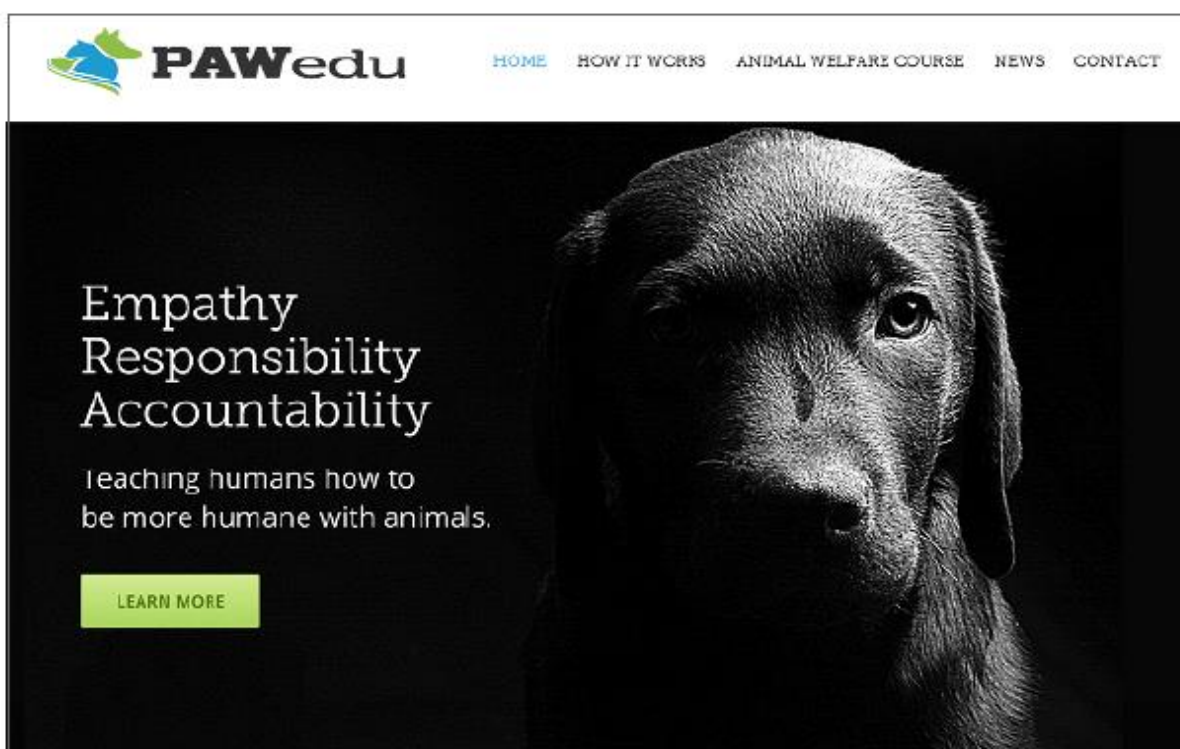 PAWedu
HOME HOW IT WORKS ANIMAL WELFARE COURSE NEWS CONTACT
Empathy
Responsibility
Accountability
Teaching humans how to
be more humane with animals.
LEARN MORE